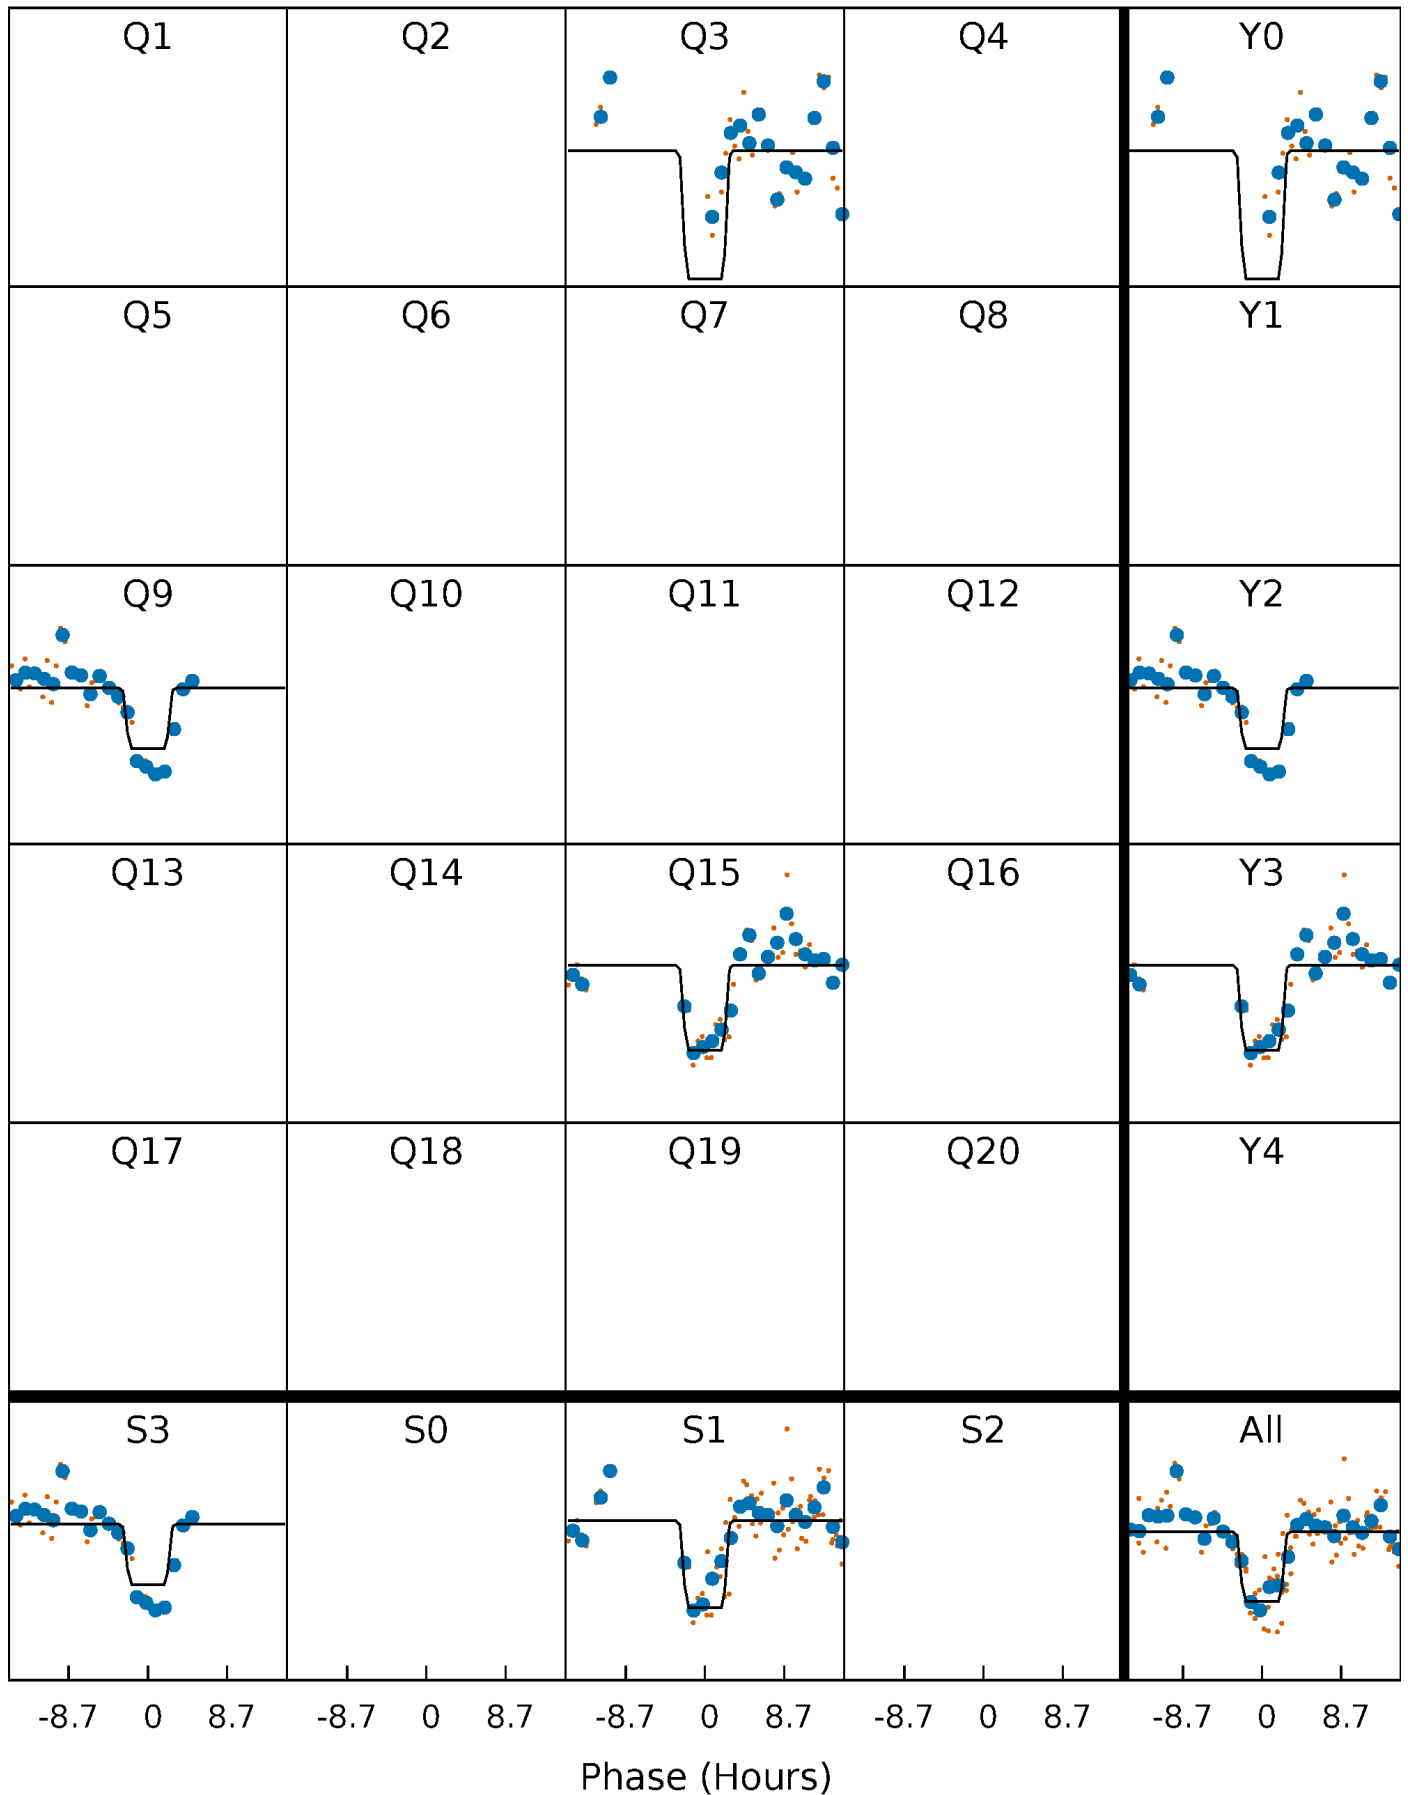 Q1 Q2 Q3 Q4 Y0
Q5 Q6 Q7 Q8 Y1
Q9 Q10 Q11 Q12 Y2
Q13 Q14 Q15 Q16 Y3
Q17 Q18 Q19 Q20 Y4
S3 S0 S1 S2 All
-8.7 0 8.7 -8.7 0 8.7 -8.7 0 8.7 -8.7 0 8.7 -8.7 0 8.7
Phase (Hours)